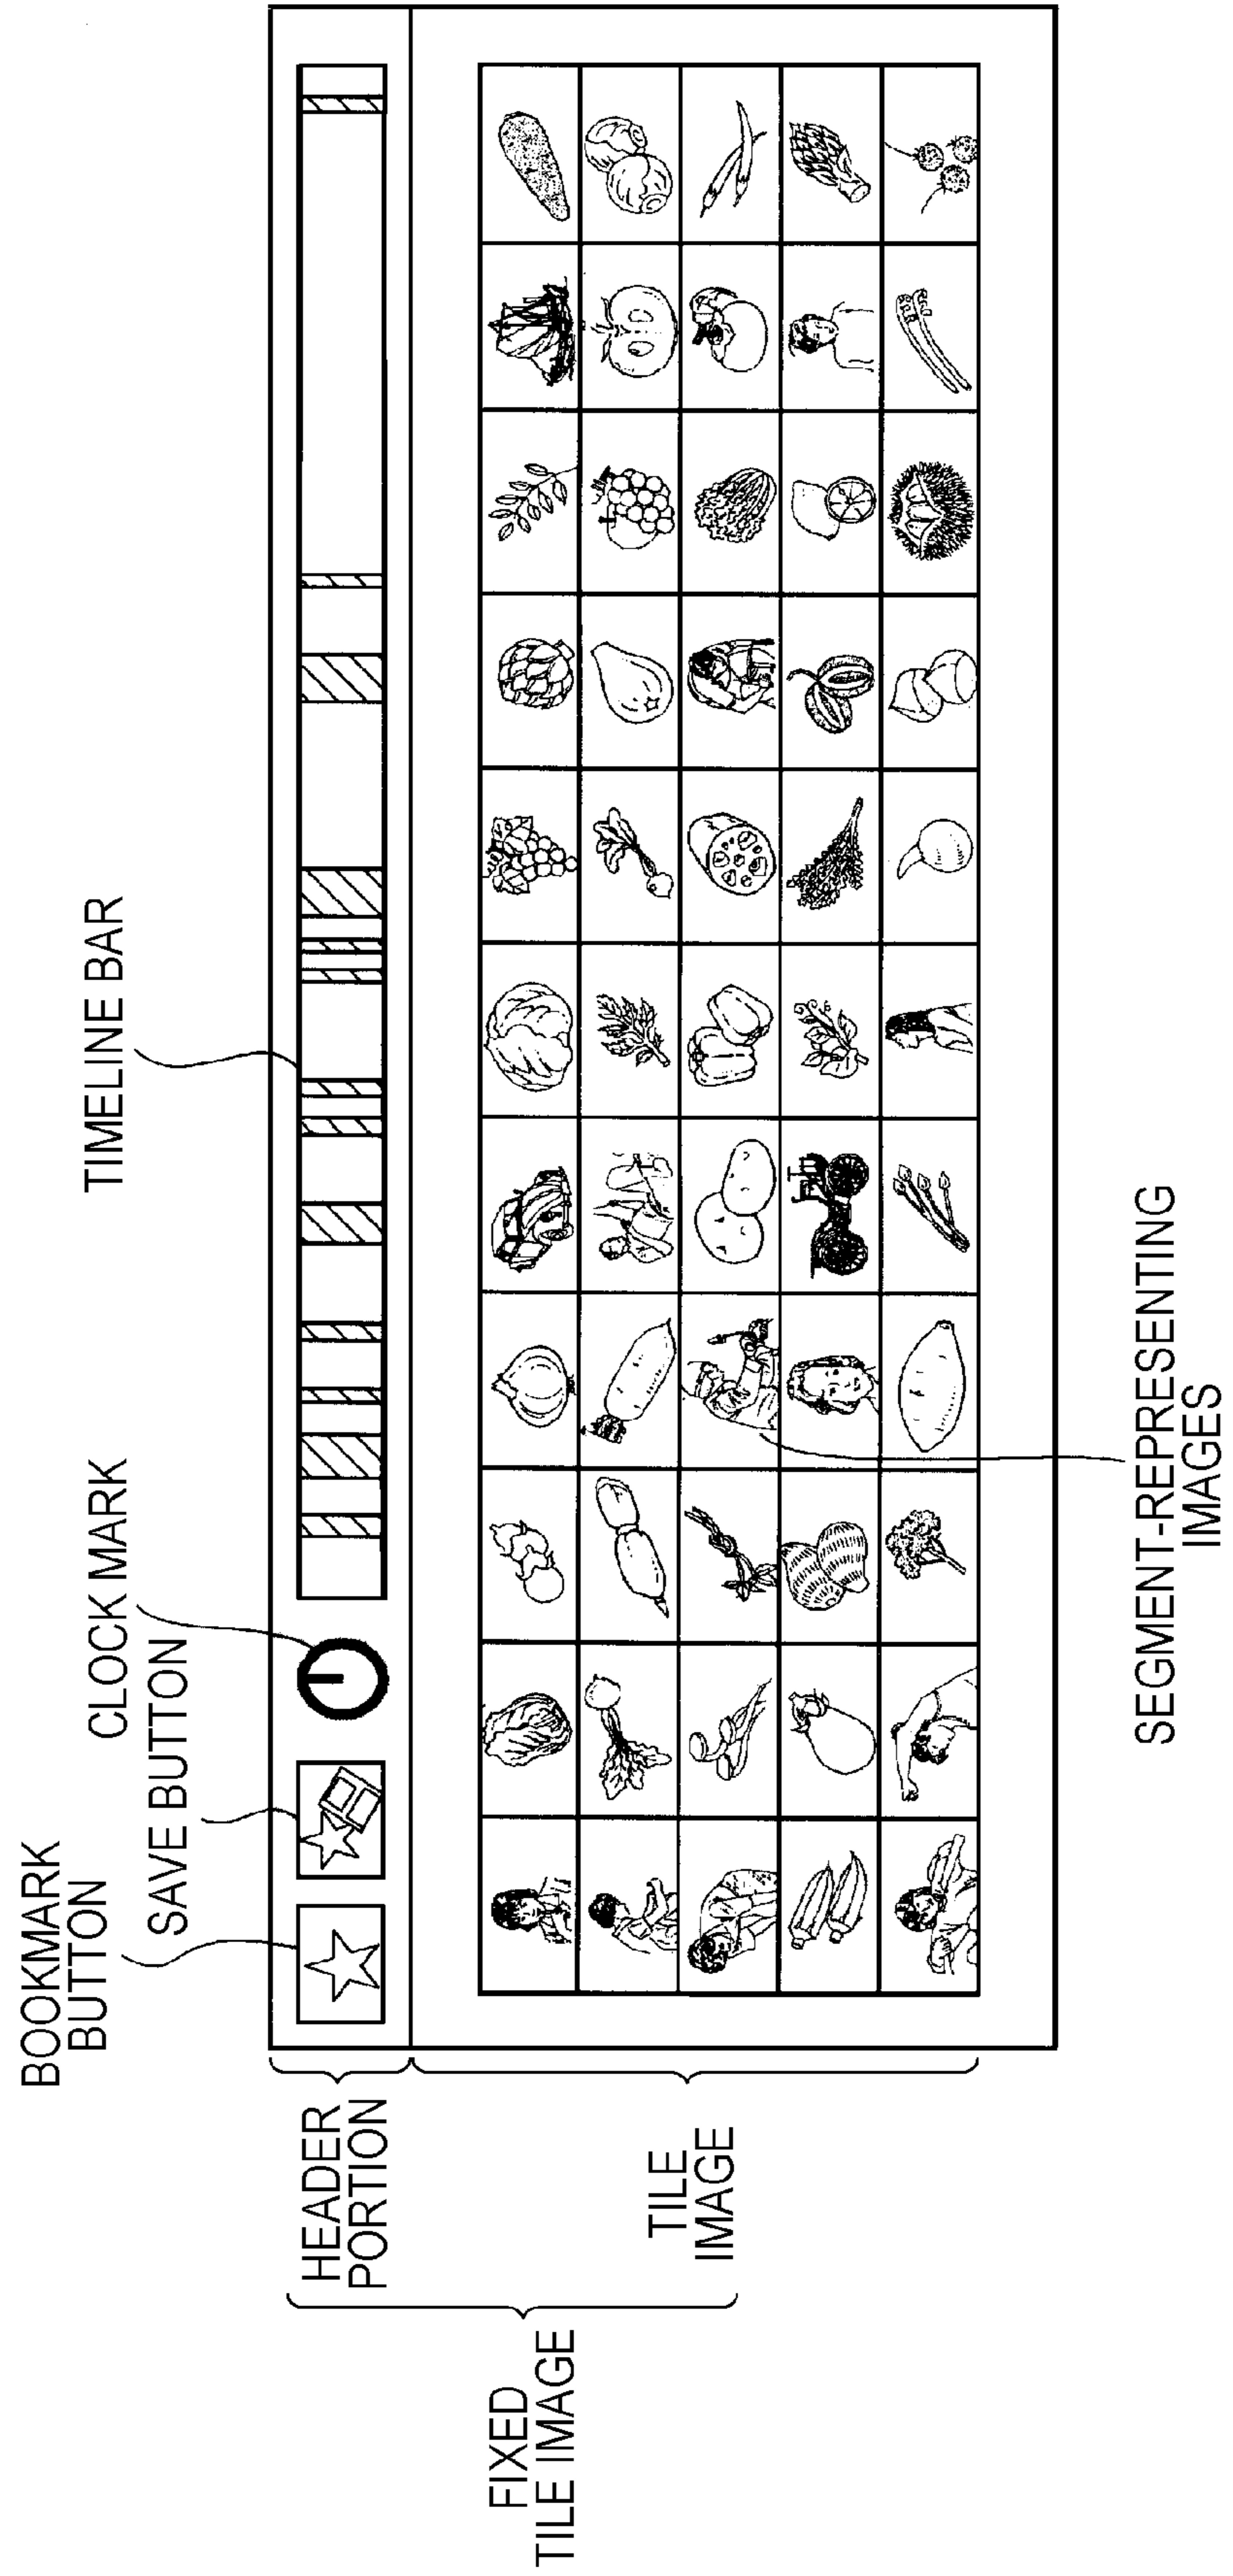 BOOKMARK
BUTTON
SAVE BUTTON
CLOCK MARK
TIMELINE BAR
HEADER
PORTION
TILE
IMAGE
FIXED
TILE IMAGE
SEGMENT-REPRESENTING
IMAGES